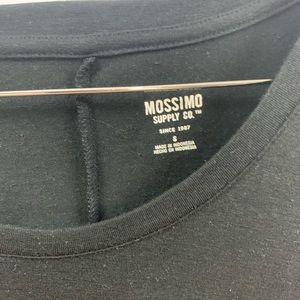 MOSSIMO
SUPPLY CO.™
SINCE 1987
S
MADE IN INDONESIA
HECHO EN INDONESIA